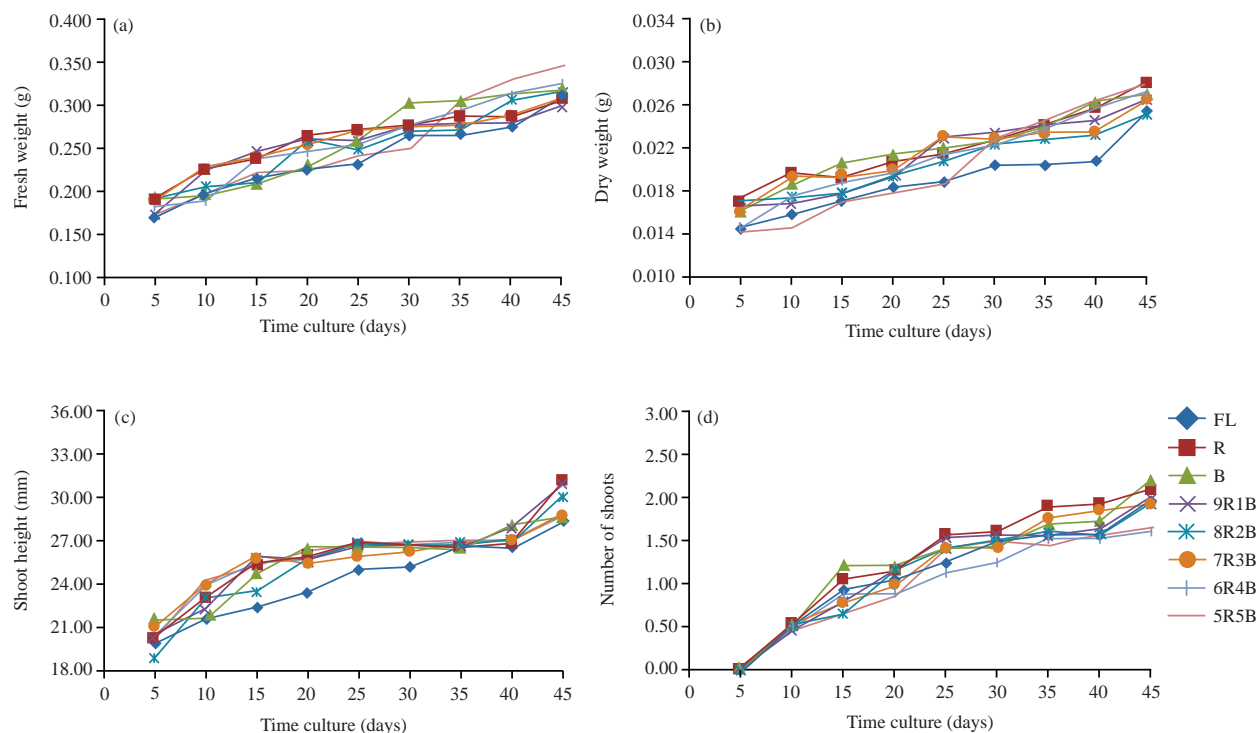 (a)
Fresh weight (g)
0.400
0.350
0.300
0.250
0.200
0.150
0.100
0 5 10 15 20 25 30 35 40 45
Time culture (days)
(b)
Dry weight (g)
0.034
0.030
0.026
0.022
0.018
0.014
0.010
0 5 10 15 20 25 30 35 40 45
Time culture (days)
(c)
Shoot height (mm)
36.00
33.00
30.00
27.00
24.00
21.00
18.00
0 5 10 15 20 25 30 35 40 45
Time culture (days)
(d)
Number of shoots
3.00
2.50
2.00
1.50
1.00
0.50
0.00
0 5 10 15 20 25 30 35 40 45
Time culture (days)
FL
R
B
9R1B
8R2B
7R3B
6R4B
5R5B